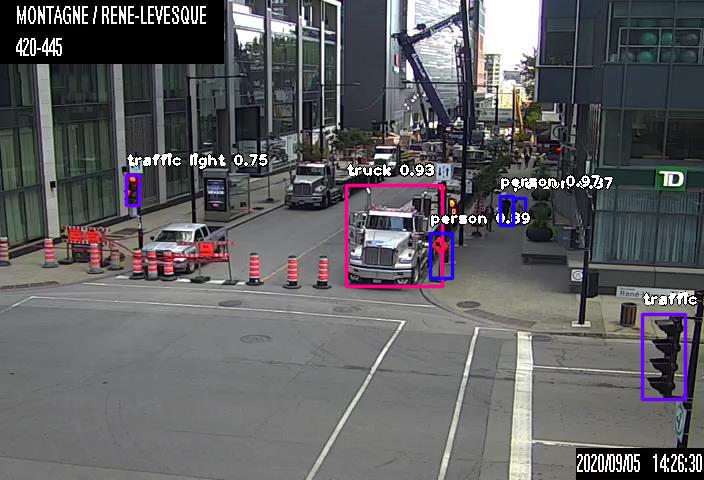 MONTAGNE / RENE-LEVESQUE
420-445
traffic light 0.75
truck 0.93
person 0.97
person 0.89
TD
René-
traffic
2020/09/05 14:26:30